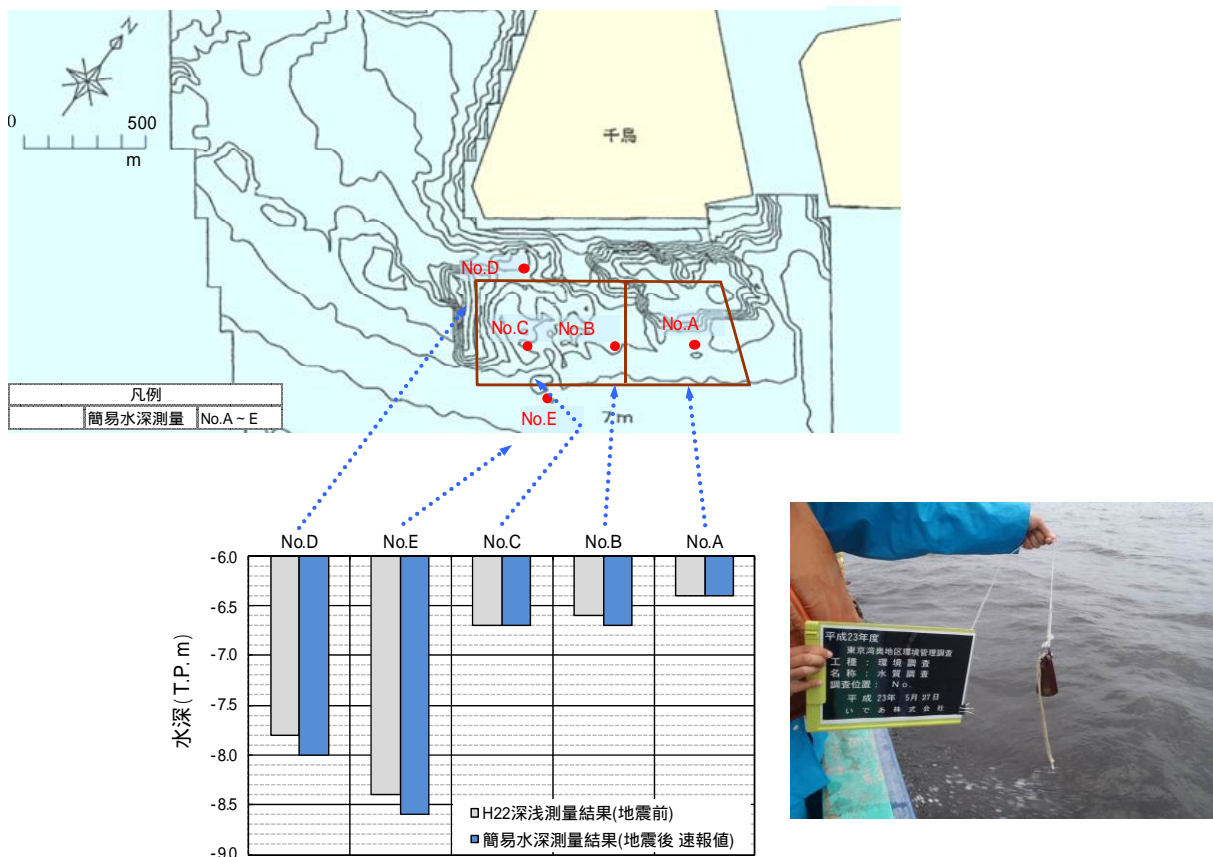 N
0 500
m
千鳥
No.D
No.C No.B No.A
No.E 7m
凡例
簡易水深測量 No.A ~ E
No.D No.E No.C No.B No.A
水深(T.P. m)
-6.0
-6.5
-7.0
-7.5
-8.0
-8.5
-9.0
H22深浅測量結果(地震前)
簡易水深測量結果(地震後 速報値)
平成23年度
東京湾奥地区環境管理調査
工種：環境調査
名称：水質調査
調査位置： No.
平成 23年 5月27日
いであ株式会社